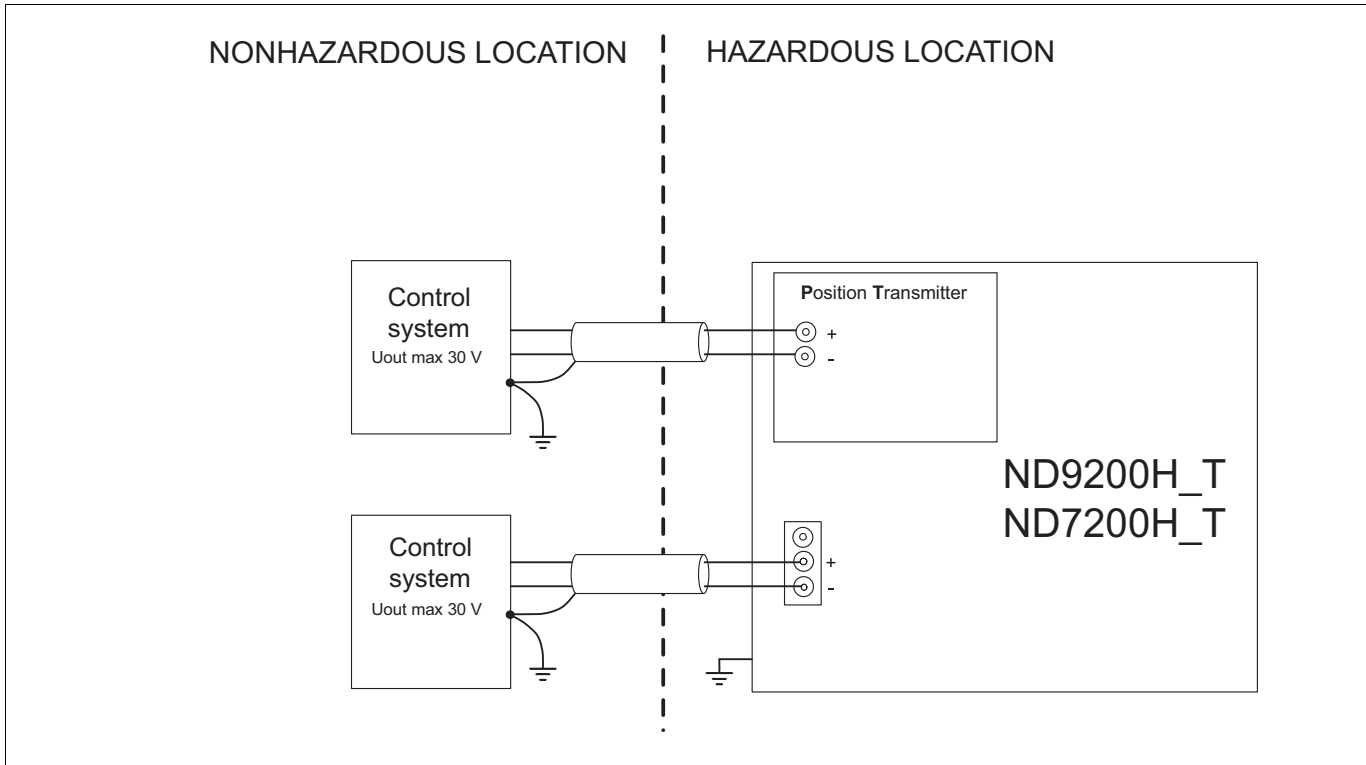 NONHAZARDOUS LOCATION
HAZARDOUS LOCATION
Control
system
Uout max 30 V
Position Transmitter
+
-
ND9200H_T
ND7200H_T
Control
system
Uout max 30 V
+
-